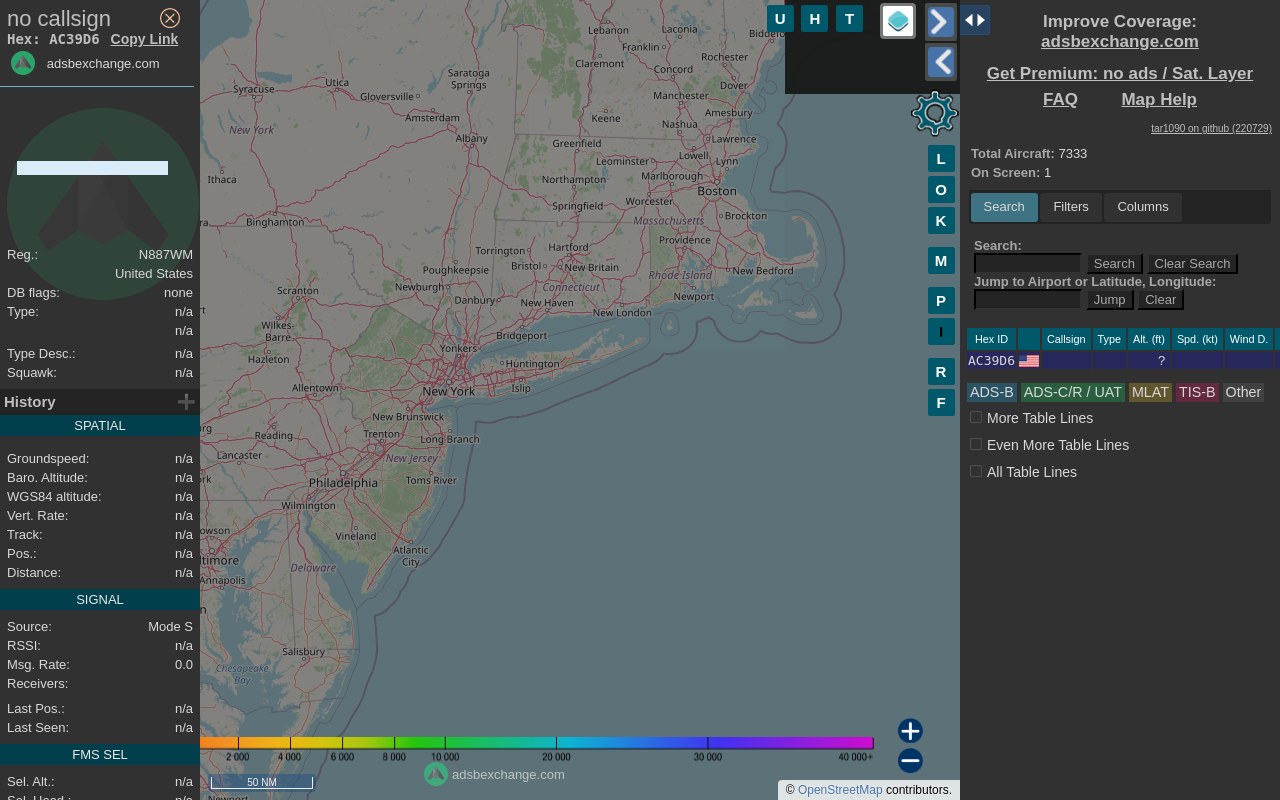 no callsign
Hex: AC39D6 Copy Link
adsbexchange.com
Reg.: N887WM
United States
DB flags: none
Type: n/a
n/a
Type Desc.: n/a
Squawk: n/a
History
SPATIAL
Groundspeed: n/a
Baro. Altitude: n/a
WGS84 altitude: n/a
Vert. Rate: n/a
Track: n/a
Pos.: n/a
Distance: n/a
SIGNAL
Source: Mode S
RSSI: n/a
Msg. Rate: 0.0
Receivers:
Last Pos.: n/a
Last Seen: n/a
FMS SEL
Sel. Alt.: n/a
Lebanon
Laconia
Franklin
Claremont
Concord
Rochester
Dover
Manchester
Amesbury
Keene
Nashua
Saratoga
Springs
Utica
Syracuse
Gloversville
Amsterdam
New York
Albany
Greenfield
Lawrence
Leominster
Lowell
Lynn
Ithaca
Northampton
Marlborough
Boston
Springfield
Worcester
Brockton
Massachusetts
Binghamton
Providence
Torrington
Hartford
Bristol
New Britain
Poughkeepsie
Rhode Island
New Bedford
Newburgh
Connecticut
Danbury
New Haven
New London
Newport
Scranton
Wilkes-
Barre
Bridgeport
Yonkers
Hazleton
Huntington
Allentown
New York
Islip
New Brunswick
Reading
Trenton
Long Branch
Lancaster
New Jersey
Philadelphia
Toms River
Wilmington
Vineland
Atlantic
City
Delaware
Annapolis
Salisbury
Chesapeake
Bay
2 000 4 000 6 000 8 000 10 000 20 000 30 000 40 000+
50 NM
adsbexchange.com
© OpenStreetMap contributors.
U H T
L
O
K
M
P
I
R
F
Improve Coverage:
adsbexchange.com
Get Premium: no ads / Sat. Layer
FAQ Map Help
tar1090 on github (220729)
Total Aircraft: 7333
On Screen: 1
Search Filters Columns
Search:
Search Clear Search
Jump to Airport or Latitude, Longitude:
Jump Clear
Hex ID Callsign Type Alt. (ft) Spd. (kt) Wind D.
AC39D6 ?
ADS-B ADS-C/R / UAT MLAT TIS-B Other
More Table Lines
Even More Table Lines
All Table Lines